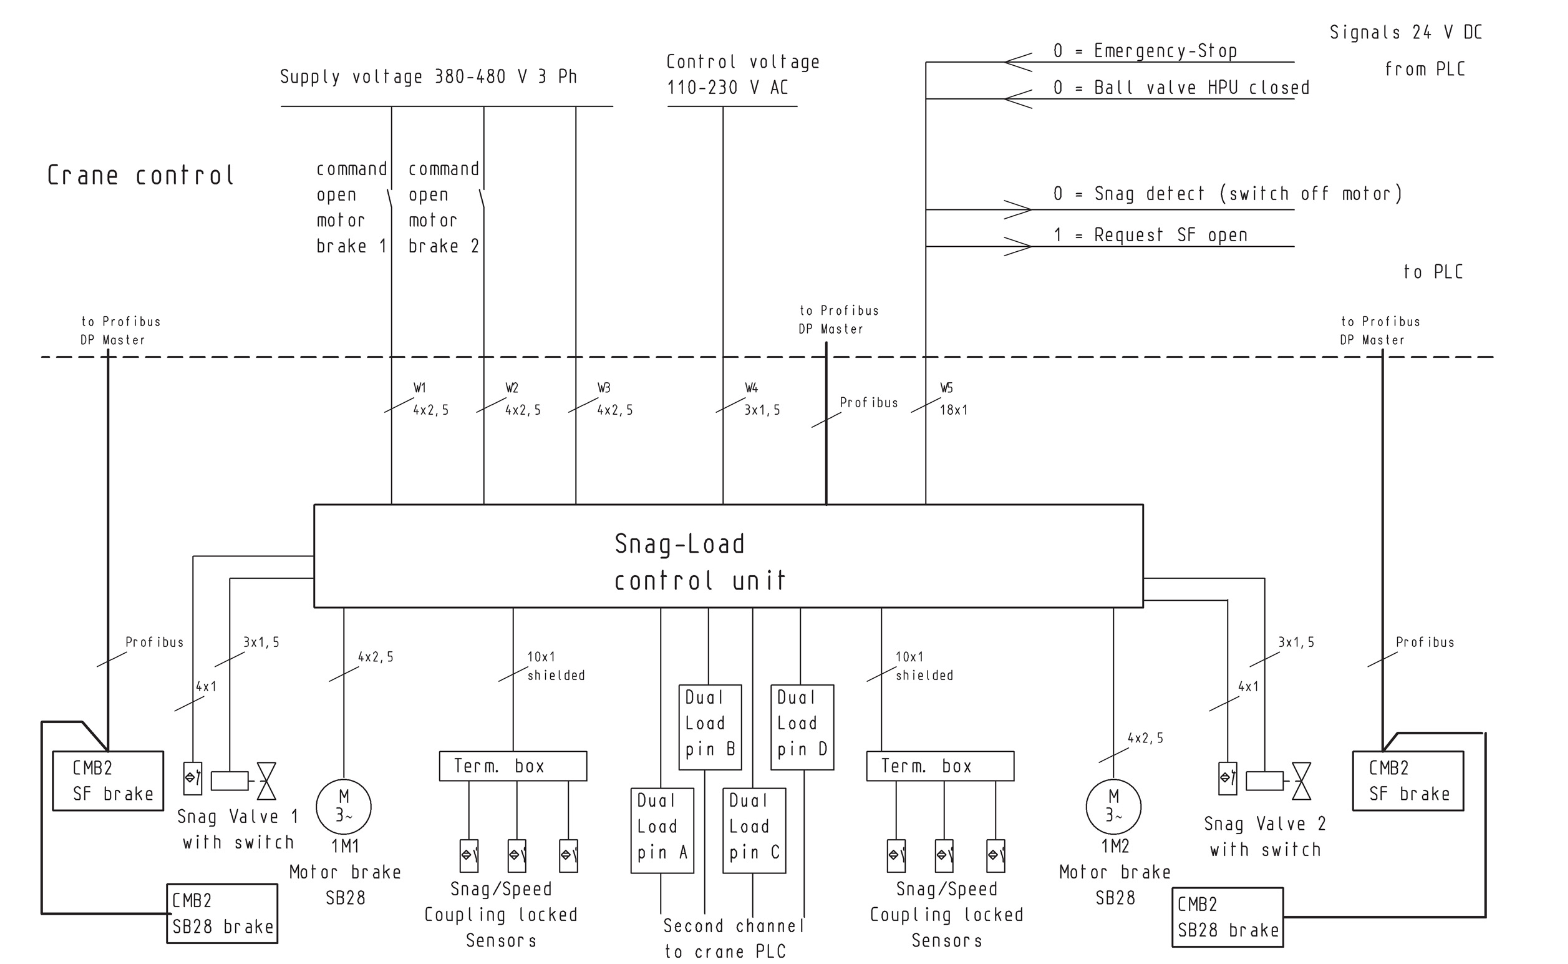 Signals 24 V DC
from PLC
0 = Emergency-Stop
0 = Ball valve HPU closed
Supply voltage 380-480 V 3 Ph
Control voltage
110-230 V AC
Crane control
command
open
motor
brake 1
command
open
motor
brake 2
0 = Snag detect (switch off motor)
1 = Request SF open
to PLC
to Profibus
DP Master
to Profibus
DP Master
to Profibus
DP Master
W1
4x2,5
W2
4x2,5
W3
4x2,5
W4
3x1,5
Profibus
W5
18x1
Snag-Load
control unit
Profibus
3x1,5
4x1
4x2,5
10x1
shielded
10x1
shielded
3x1,5
4x1
Profibus
4x2,5
Dual
Load
pin B
Dual
Load
pin D
CMB2
SF brake
Term. box
Term. box
CMB2
SF brake
Snag Valve 1
with switch
M
3~
1M1
Motor brake
SB28
Dual
Load
pin A
Dual
Load
pin C
M
3~
1M2
Motor brake
SB28
Snag Valve 2
with switch
Snag/Speed
Coupling locked
Sensors
Snag/Speed
Coupling locked
Sensors
CMB2
SB28 brake
Second channel
to crane PLC
CMB2
SB28 brake